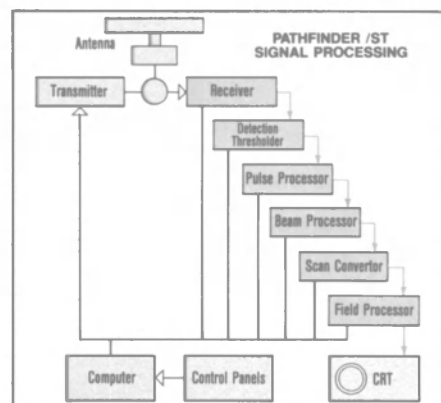 PATHFINDER /ST
SIGNAL PROCESSING
Antenna
Transmitter
Receiver
Detection
Thresholder
Pulse Processor
Beam Processor
Scan Convertor
Field Processor
Computer
Control Panels
CRT